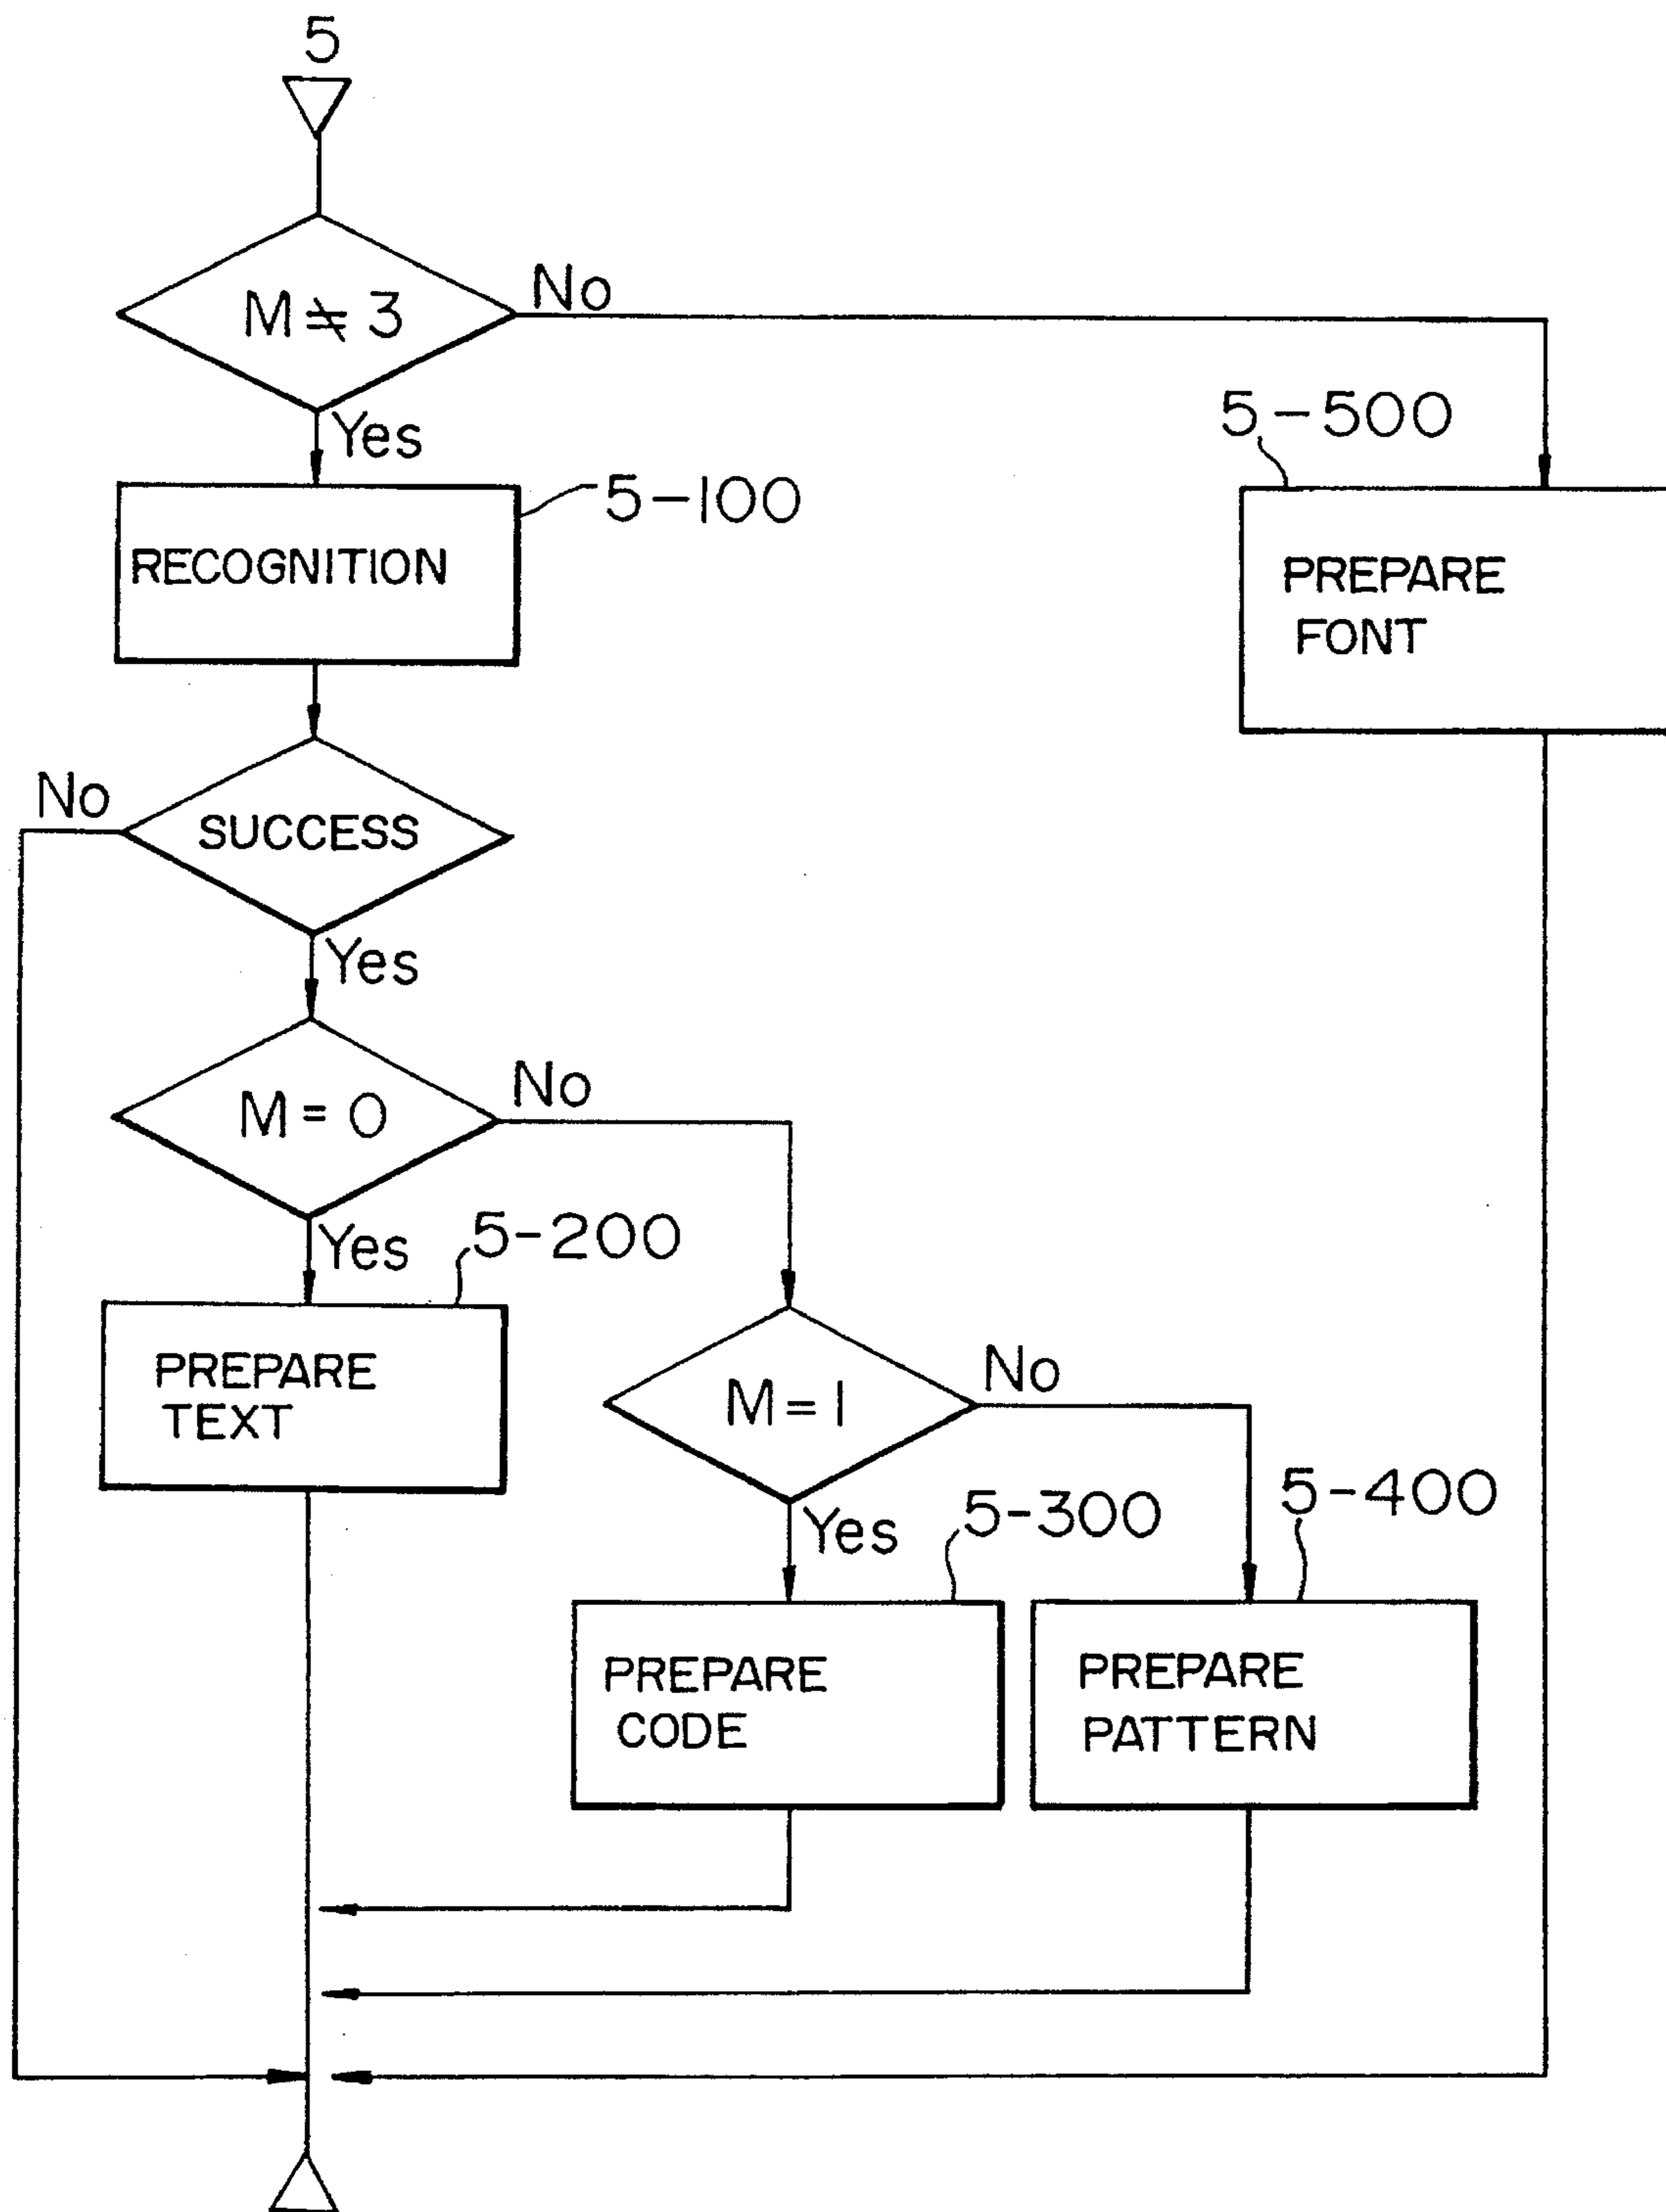 5
M ≠ 3
No
Yes
5-500
5-100
RECOGNITION
PREPARE
FONT
No
SUCCESS
Yes
M = 0
No
Yes
5-200
PREPARE
TEXT
M = 1
No
Yes
5-300
5-400
PREPARE
CODE
PREPARE
PATTERN